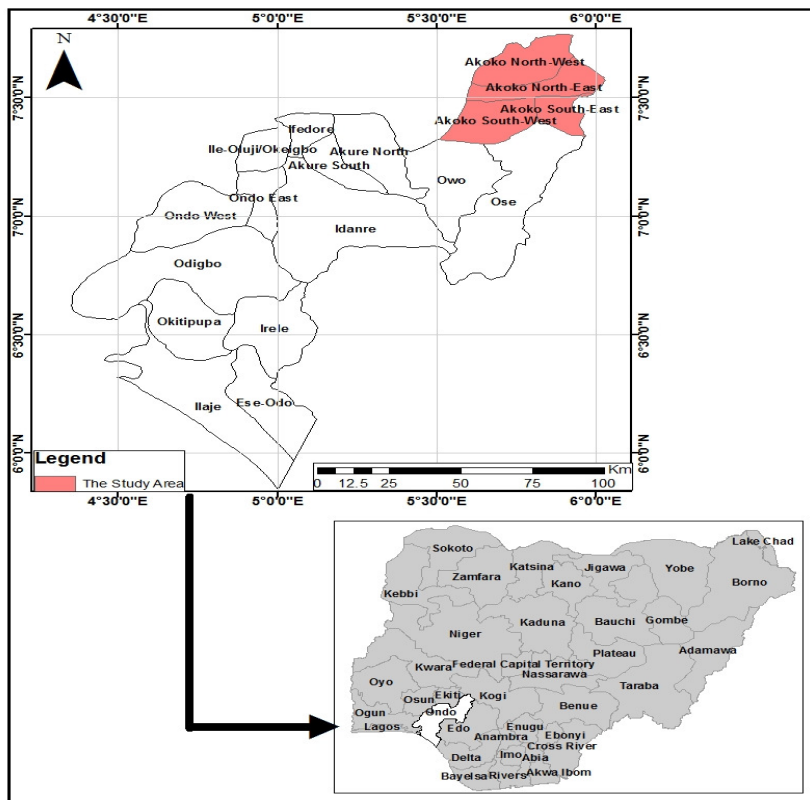 4°30'0"E 5°0'0"E 5°30'0"E 6°0'0"E
N
7°30'0"N
7°30'0"N
7°0'0"N
7°0'0"N
6°30'0"N
6°30'0"N
6°0'0"N
6°0'0"N
Akoko North-West
Akoko North-East
Akoko South-East
Akoko South-West
Ifedore
Ile-Oluji/Okeigbo
Akure North
Akure South
Owo
Ose
Ondo East
Ondo West
Idanre
Odigbo
Okitipupa
Irele
Ilaje
Ese-Odo
Legend
The Study Area
Km
0 12.5 25 50 75 100
4°30'0"E 5°0'0"E 5°30'0"E 6°0'0"E
Lake Chad
Sokoto
Katsina
Jigawa
Yobe
Zamfara
Kano
Borno
Kebbi
Kaduna
Bauchi
Gombe
Niger
Adamawa
Plateau
Kwara
Federal Capital Territory
Nassarawa
Oyo
Taraba
Osun
Ekiti
Kogi
Benue
Ogun
Ondo
Lagos
Edo
Enugu
Anambra
Ebonyi
Cross River
Delta
Imo
Abia
Bayelsa
Rivers
Akwa Ibom